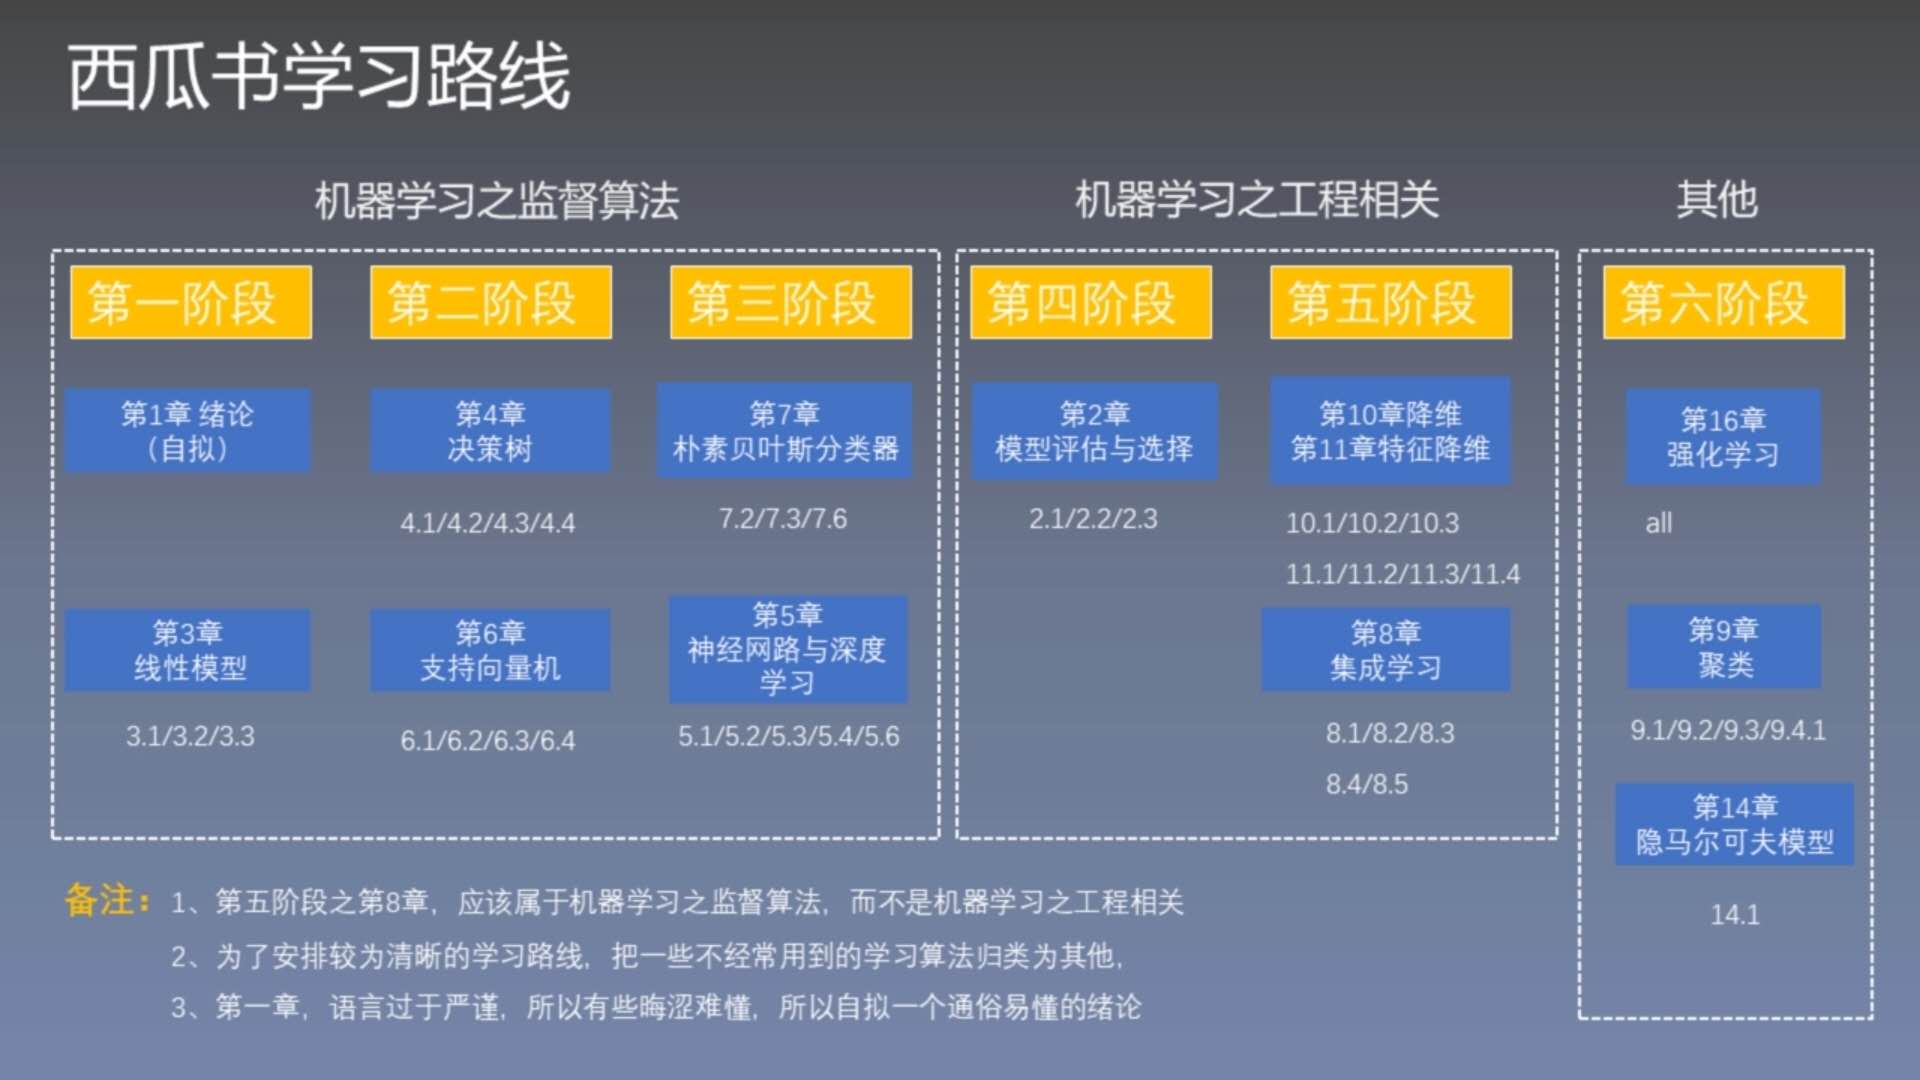 西瓜书学习路线
机器学习之监督算法
机器学习之工程相关
其他
第一阶段
第二阶段
第三阶段
第四阶段
第五阶段
第六阶段
第1章 绪论
（自拟）
第4章
决策树
第7章
朴素贝叶斯分类器
第2章
模型评估与选择
第10章降维
第11章特征降维
第16章
强化学习
4.1/4.2/4.3/4.4
7.2/7.3/7.6
2.1/2.2/2.3
10.1/10.2/10.3
11.1/11.2/11.3/11.4
all
第3章
线性模型
第6章
支持向量机
第5章
神经网路与深度
学习
第8章
集成学习
第9章
聚类
3.1/3.2/3.3
6.1/6.2/6.3/6.4
5.1/5.2/5.3/5.4/5.6
8.1/8.2/8.3
8.4/8.5
9.1/9.2/9.3/9.4.1
第14章
隐马尔可夫模型
14.1
备注：1、第五阶段之第8章，应该属于机器学习之监督算法，而不是机器学习之工程相关
2、为了安排较为清晰的学习路线，把一些不经常用到的学习算法归类为其他，
3、第一章，语言过于严谨，所以有些晦涩难懂，所以自拟一个通俗易懂的绪论